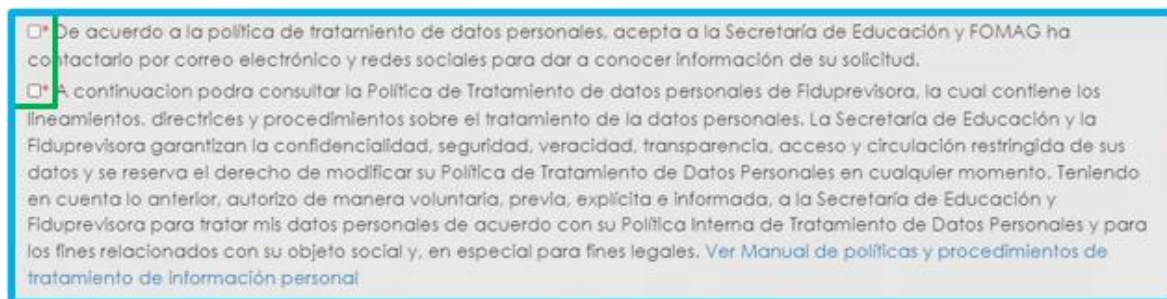 * De acuerdo a la política de tratamiento de datos personales, acepta a la Secretaría de Educación y FOMAG ha
contactarlo por correo electrónico y redes sociales para dar a conocer información de su solicitud.
* A continuacion podra consultar la Política de Tratamiento de datos personales de Fiduprevisora, la cual contiene los
lineamientos, directrices y procedimientos sobre el tratamiento de la datos personales. La Secretaría de Educación y la
Fiduprevisora garantizan la confidencialidad, seguridad, veracidad, transparencia, acceso y circulación restringida de sus
datos y se reserva el derecho de modificar su Política de Tratamiento de Datos Personales en cualquier momento. Teniendo
en cuenta lo anterior, autorizo de manera voluntaria, previa, explícita e informada, a la Secretaría de Educación y
Fiduprevisora para tratar mis datos personales de acuerdo con su Política Interna de Tratamiento de Datos Personales y para
los fines relacionados con su objeto social y, en especial para fines legales. Ver Manual de políticas y procedimientos de
tratamiento de información personal